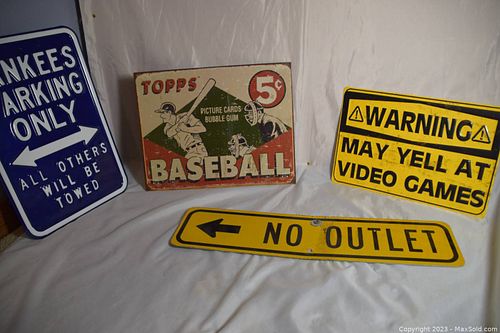 NKEES
ARKING
ONLY
ALL OTHERS
WILL BE
TOWED
TOPPS
5¢
PICTURE CARDS
BUBBLE GUM
BASEBALL
WARNING
MAY YELL AT
VIDEO GAMES
NO OUTLET
Copyright 2023 - MaxSold.com